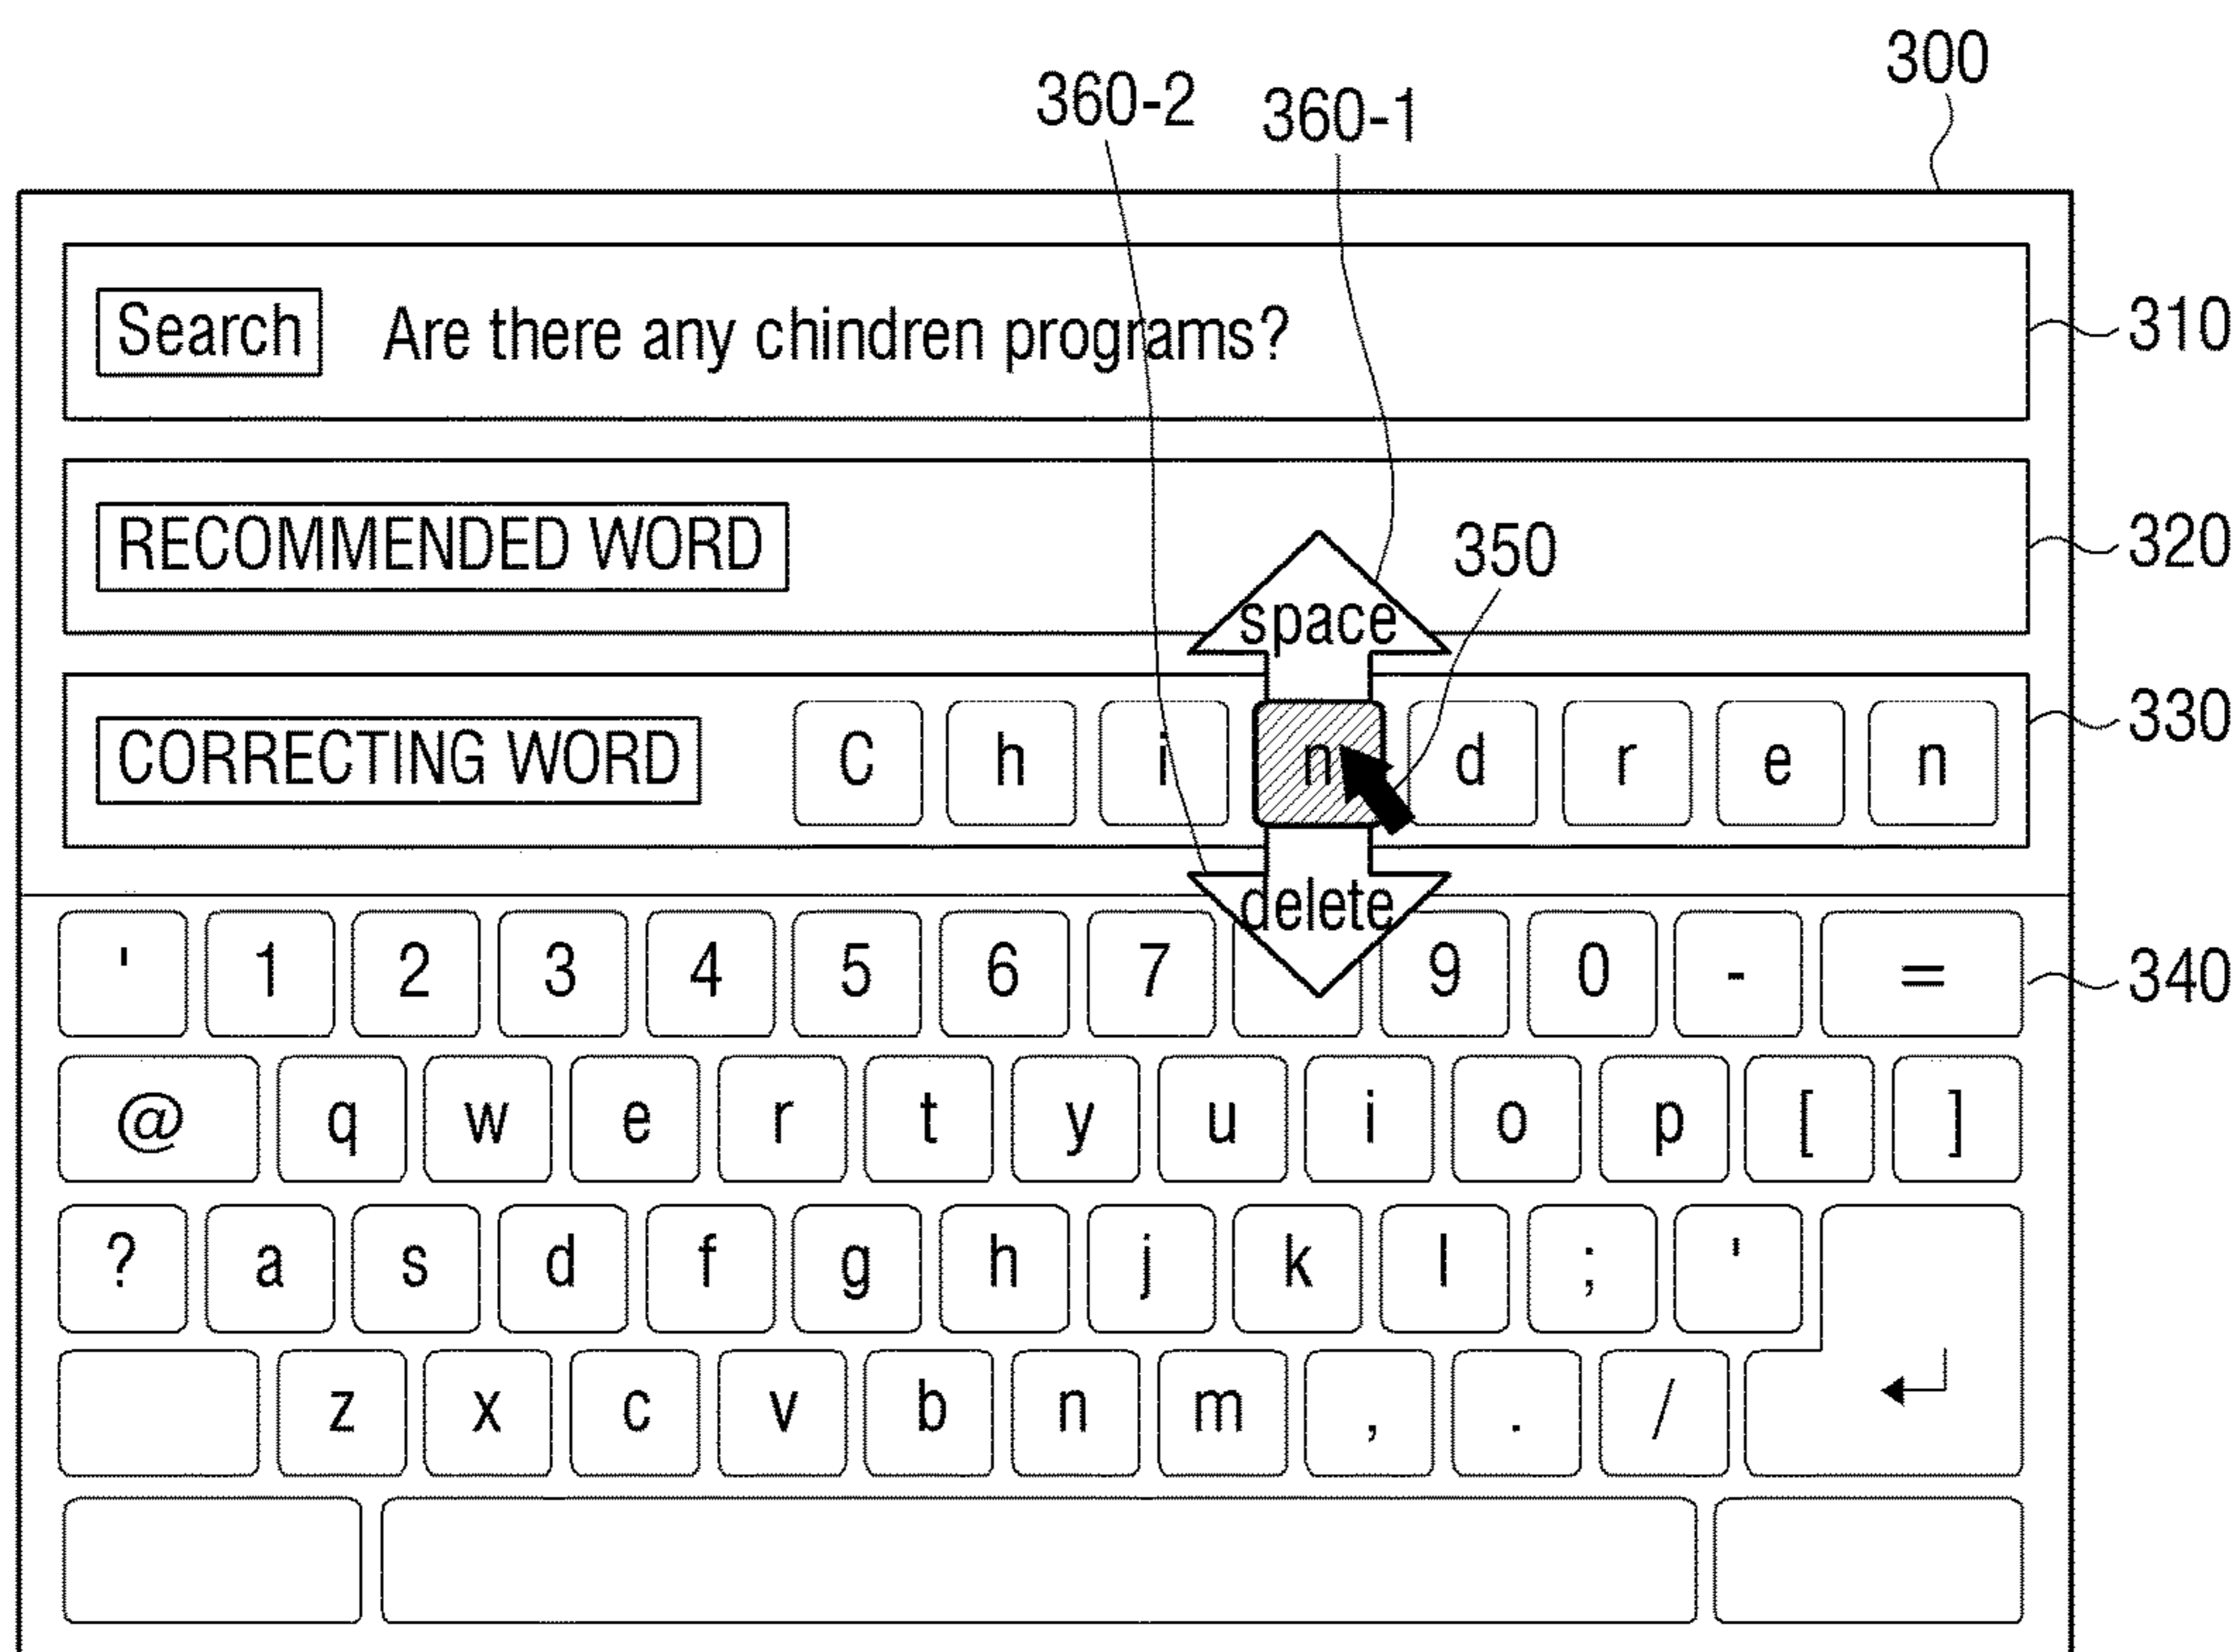 300
360-2 360-1
Search Are there any chindren programs? 310
RECOMMENDED WORD 320
350
space
CORRECTING WORD C h i n d r e n 330
delete
' 1 2 3 4 5 6 7 9 0 - = 340
@ q w e r t y u i o p [ ]
? a s d f g h j k l ; '
z x c v b n m , . /